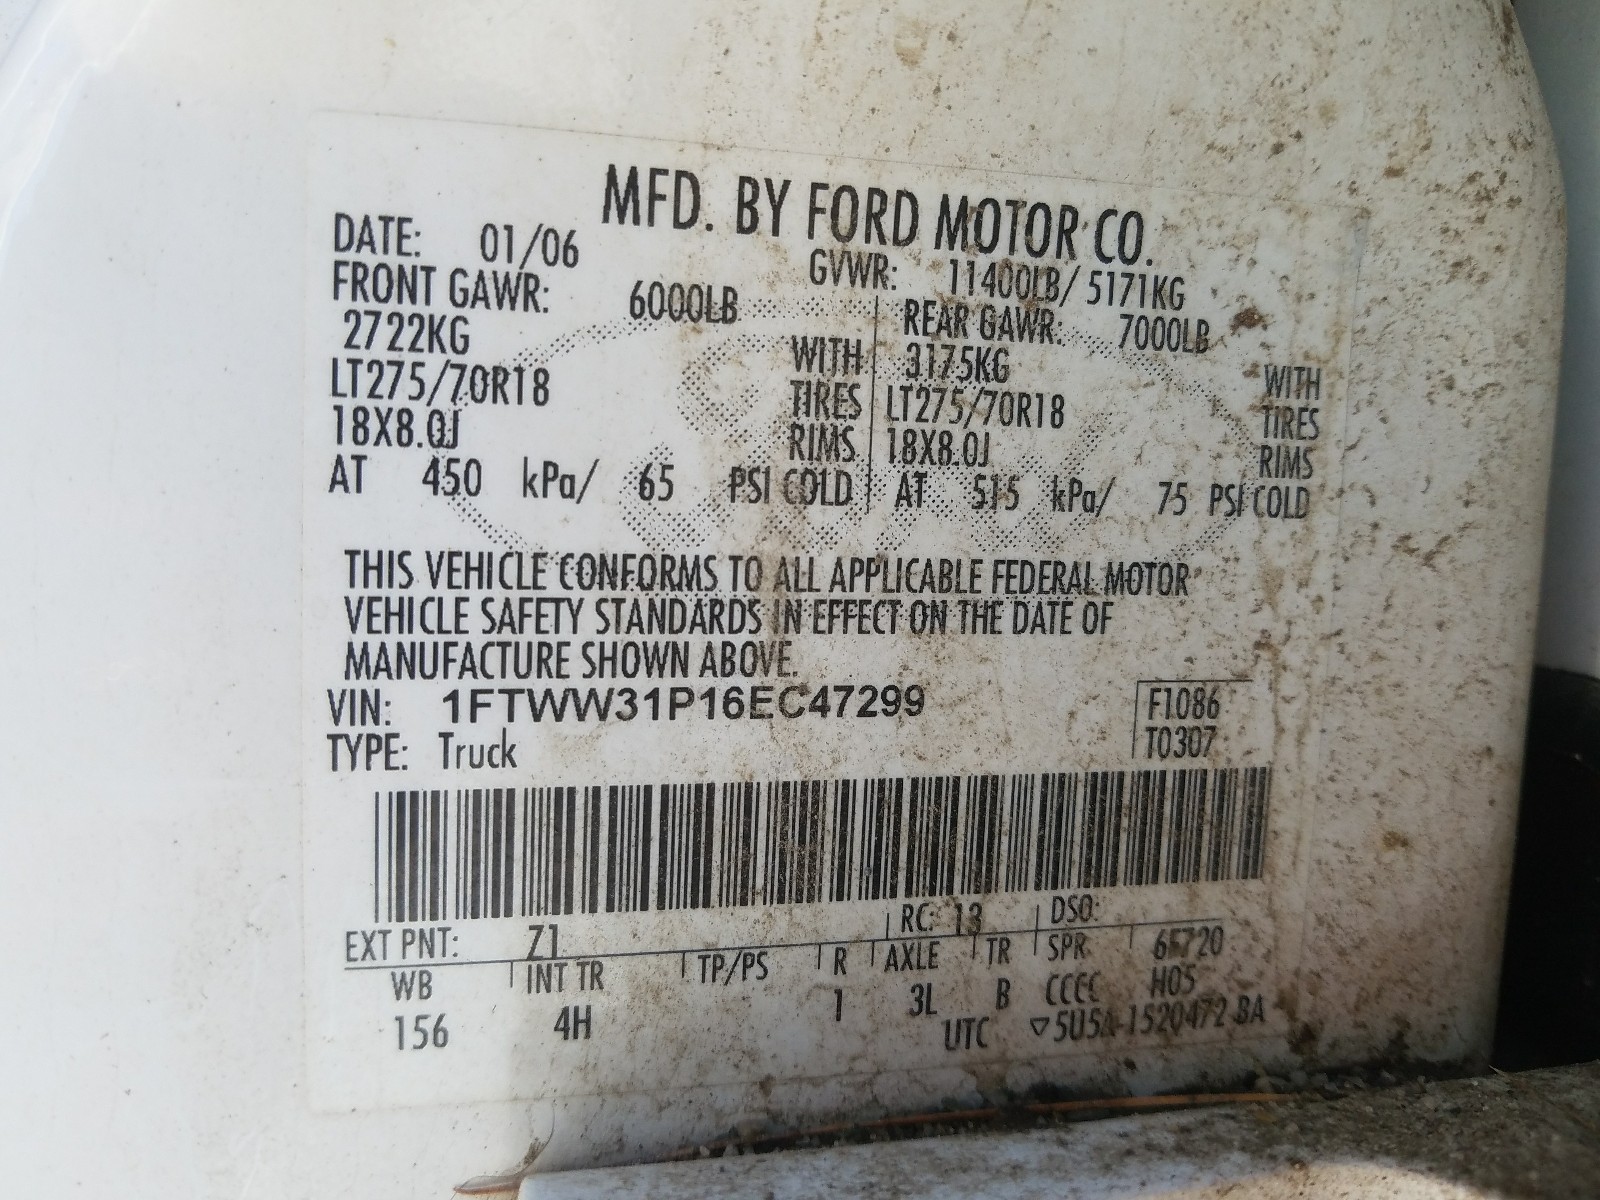 MFD. BY FORD MOTOR CO.
DATE: 01/06 GVWR: 11400LB/ 5171KG
FRONT GAWR: 6000LB REAR GAWR: 7000LB
2722KG WITH 3175KG WITH
LT275/70R18 TIRES LT275/70R18 TIRES
18X8.0J RIMS 18X8.0J RIMS
AT 450 kPa/ 65 PSI COLD AT 515 kPa/ 75 PSI COLD
THIS VEHICLE CONFORMS TO ALL APPLICABLE FEDERAL MOTOR
VEHICLE SAFETY STANDARDS IN EFFECT ON THE DATE OF
MANUFACTURE SHOWN ABOVE.
VIN: 1FTWW31P16EC47299 F1086
TYPE: Truck T0307
EXT PNT: Z1 RC: 13 DSO:
WB INT TR TP/PS R AXLE TR SPR 6F720
156 4H 1 3L B CCCC H05
UTC ▽5U5A-1520472-BA